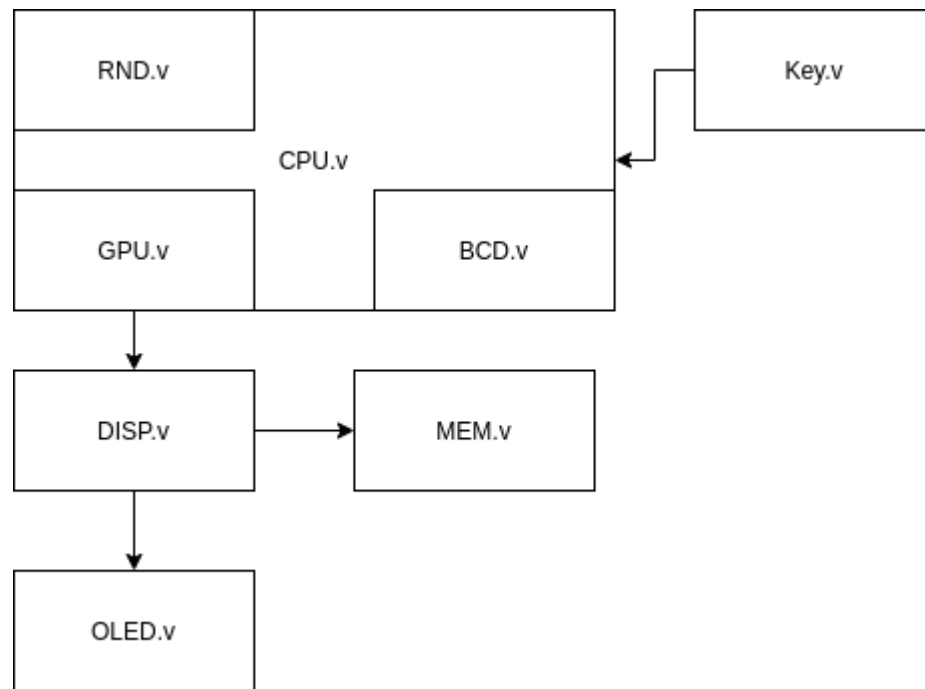 RND.v
Key.v
CPU.v
GPU.v
BCD.v
DISP.v
MEM.v
OLED.v